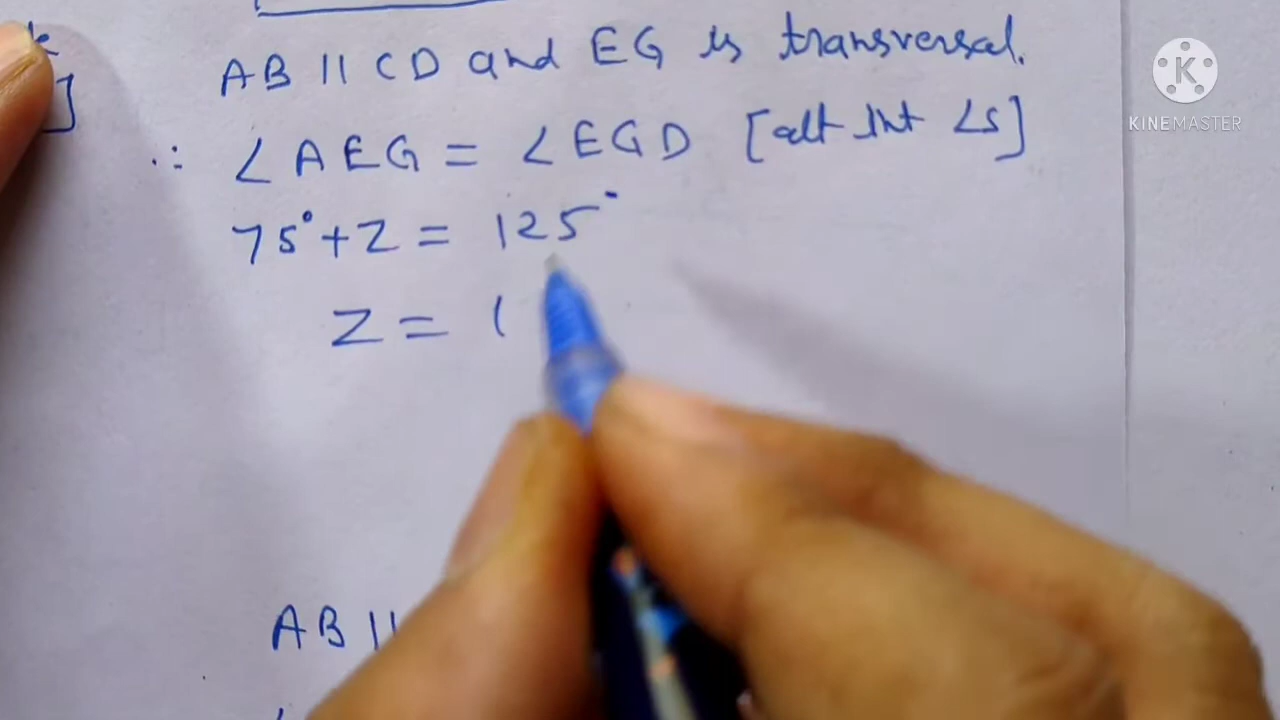 AB || CD and EG is transversal.
K
KINEMASTER
]
∴ ∠AEG = ∠EGD [alt Int ∠s]
75° + Z = 125°
Z = 1
AB ||